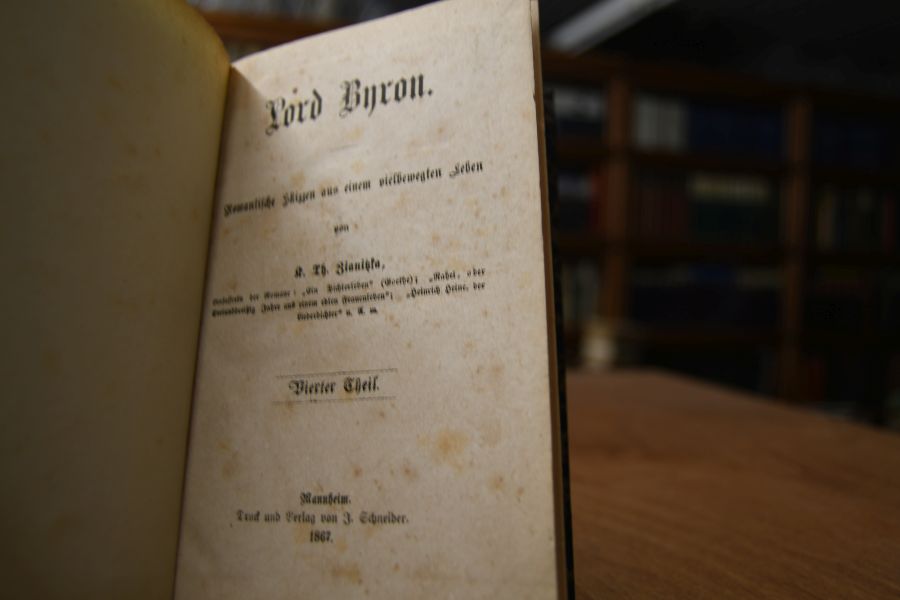 Lord Byron.
Romantische Skizzen aus einem vielbewegten Leben
von
K. Th. Zianitzka,
Verfasserin der Romane: „Ein Dichterleben“ (Goethe); „Rahel, oder
Dreiunddreißig Jahre aus einem edlen Frauenleben“; „Heinrich Heine, der
Liederdichter“ u. A. m.
Vierter Theil.
Mannheim.
Druck und Verlag von J. Schneider.
1867.